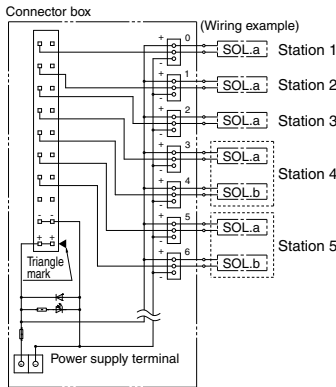 Connector box
(Wiring example)
+ 0
-
SOL.a Station 1
+ 1
-
SOL.a Station 2
+ 2
-
SOL.a Station 3
+ 3
-
SOL.a
Station 4
+ 4
-
SOL.b
+ 5
-
SOL.a
Station 5
+ 6
-
SOL.b
- -
+ +
Triangle
mark
Power supply terminal
- +